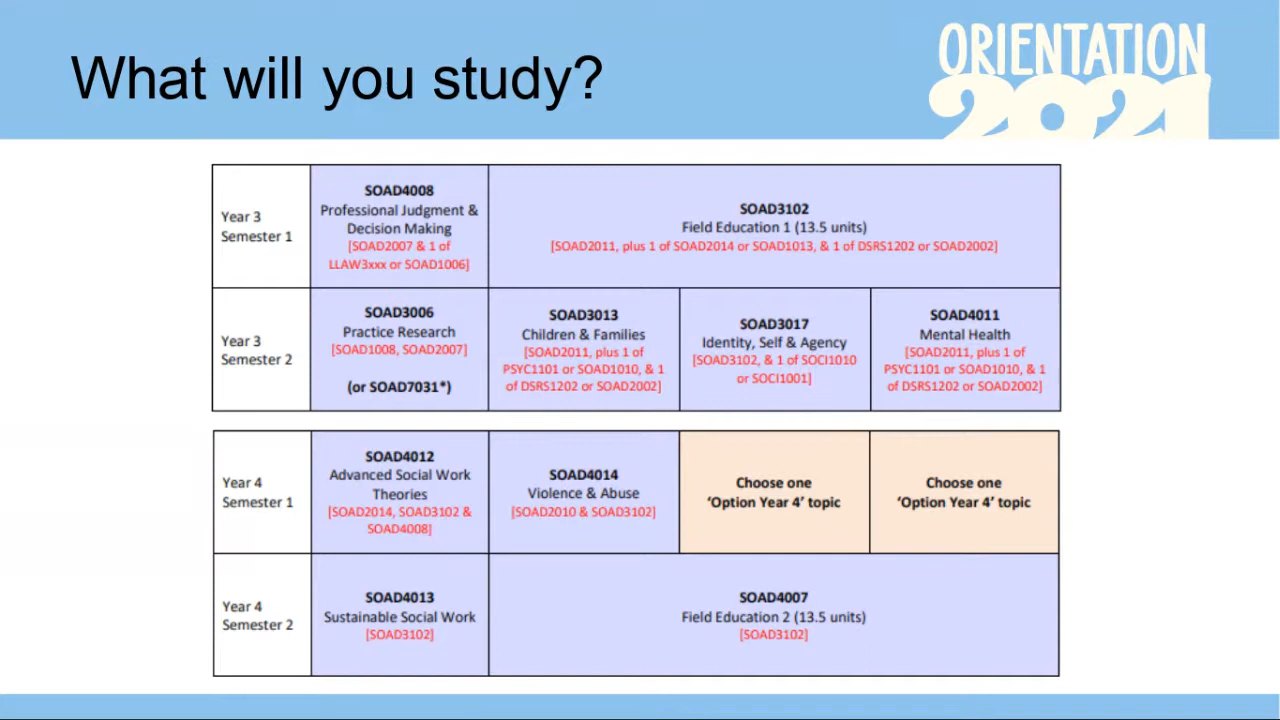 What will you study?
ORIENTATION
2021
Year 3
Semester 1
SOAD4008
Professional Judgment &
Decision Making
[SOAD2007 & 1 of
LLAW3xxx or SOAD1006]
SOAD3102
Field Education 1 (13.5 units)
[SOAD2011, plus 1 of SOAD2014 or SOAD1013, & 1 of DSRS1202 or SOAD2002]
Year 3
Semester 2
SOAD3006
Practice Research
[SOAD1008, SOAD2007]
(or SOAD7031*)
SOAD3013
Children & Families
[SOAD2011, plus 1 of
PSYC1101 or SOAD1010, & 1
of DSRS1202 or SOAD2002]
SOAD3017
Identity, Self & Agency
[SOAD3102, & 1 of SOCI1010
or SOCI1001]
SOAD4011
Mental Health
[SOAD2011, plus 1 of
PSYC1101 or SOAD1010, & 1
of DSRS1202 or SOAD2002]
Year 4
Semester 1
SOAD4012
Advanced Social Work
Theories
[SOAD2014, SOAD3102 &
SOAD4008]
SOAD4014
Violence & Abuse
[SOAD2010 & SOAD3102]
Choose one
'Option Year 4' topic
Choose one
'Option Year 4' topic
Year 4
Semester 2
SOAD4013
Sustainable Social Work
[SOAD3102]
SOAD4007
Field Education 2 (13.5 units)
[SOAD3102]